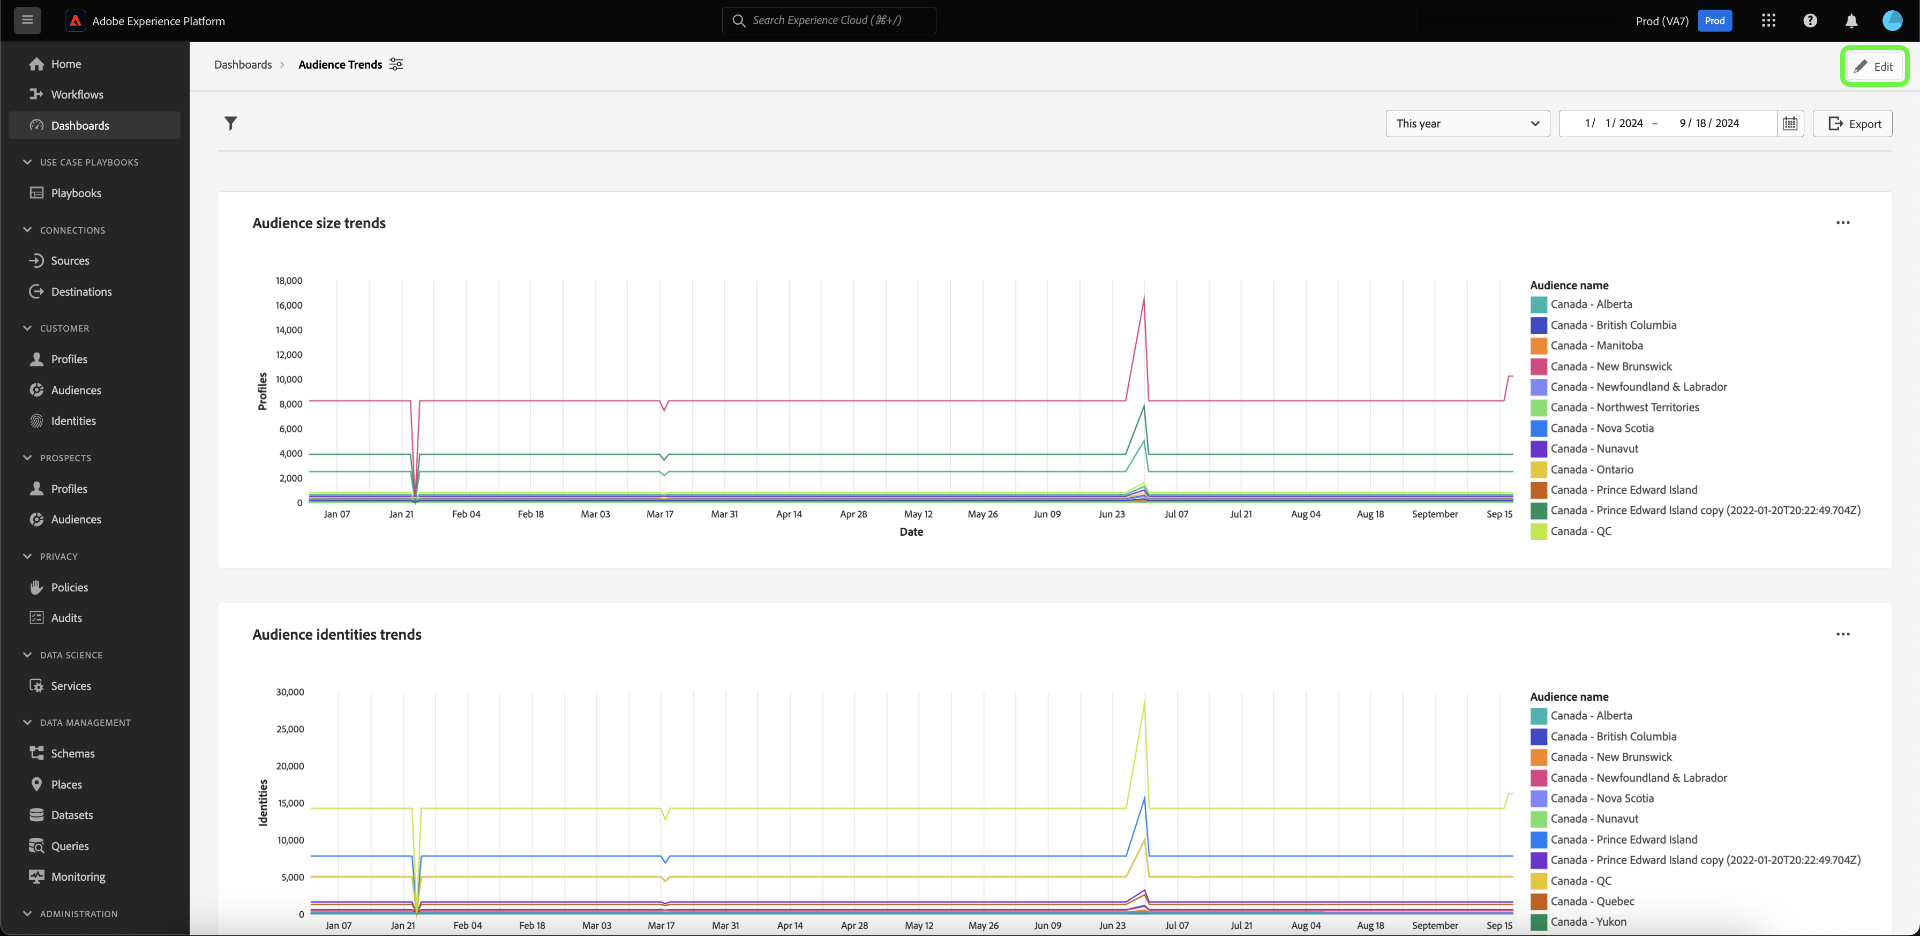 Adobe Experience Platform
Search Experience Cloud (⌘+/)
Prod (VA7)
Prod
Home
Workflows
Dashboards
USE CASE PLAYBOOKS
Playbooks
CONNECTIONS
Sources
Destinations
CUSTOMER
Profiles
Audiences
Identities
PROSPECTS
Profiles
Audiences
PRIVACY
Policies
Audits
DATA SCIENCE
Services
DATA MANAGEMENT
Schemas
Places
Datasets
Queries
Monitoring
ADMINISTRATION
Dashboards > Audience Trends
Edit
This year
1 / 1 / 2024 – 9 / 18 / 2024
Export
Audience size trends
18,000
16,000
14,000
12,000
10,000
8,000
6,000
4,000
2,000
0
Profiles
Jan 07 Jan 21 Feb 04 Feb 18 Mar 03 Mar 17 Mar 31 Apr 14 Apr 28 May 12 May 26 Jun 09 Jun 23 Jul 07 Jul 21 Aug 04 Aug 18 September Sep 15
Date
Audience name
Canada - Alberta
Canada - British Columbia
Canada - Manitoba
Canada - New Brunswick
Canada - Newfoundland & Labrador
Canada - Northwest Territories
Canada - Nova Scotia
Canada - Nunavut
Canada - Ontario
Canada - Prince Edward Island
Canada - Prince Edward Island copy (2022-01-20T20:22:49.704Z)
Canada - QC
Audience identities trends
30,000
25,000
20,000
15,000
10,000
5,000
0
Identities
Jan 07 Jan 21 Feb 04 Feb 18 Mar 03 Mar 17 Mar 31 Apr 14 Apr 28 May 12 May 26 Jun 09 Jun 23 Jul 07 Jul 21 Aug 04 Aug 18 September Sep 15
Audience name
Canada - Alberta
Canada - British Columbia
Canada - New Brunswick
Canada - Newfoundland & Labrador
Canada - Nova Scotia
Canada - Nunavut
Canada - Prince Edward Island
Canada - Prince Edward Island copy (2022-01-20T20:22:49.704Z)
Canada - QC
Canada - Quebec
Canada - Yukon